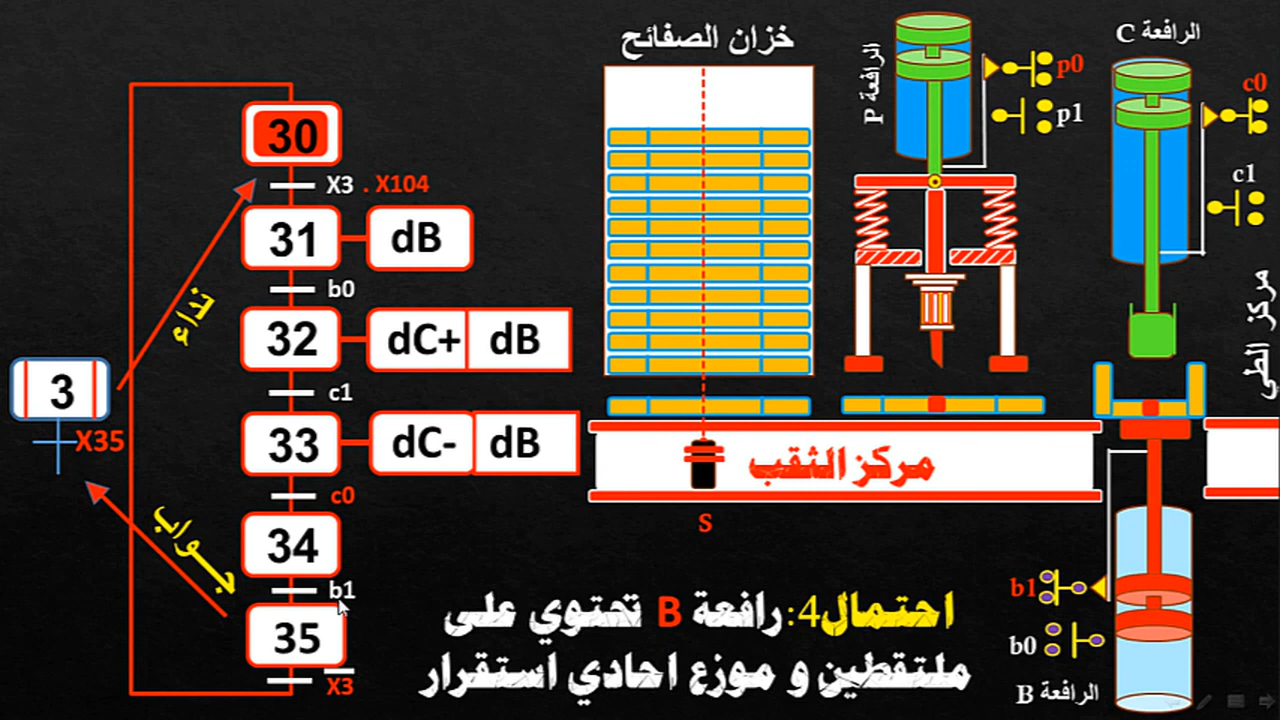 30
X3 . X104
31
dB
b0
32
dC+
dB
c1
33
dC-
dB
c0
34
b1
35
X3
3
X35
نداء
جواب
خزان الصفائح
الرافعة P
p0
p1
الرافعة C
c0
c1
مركز الطي
مركز الثقب
S
b1
b0
الرافعة B
احتمال4:رافعة B تحتوي على
ملتقطين و موزع احادي استقرار